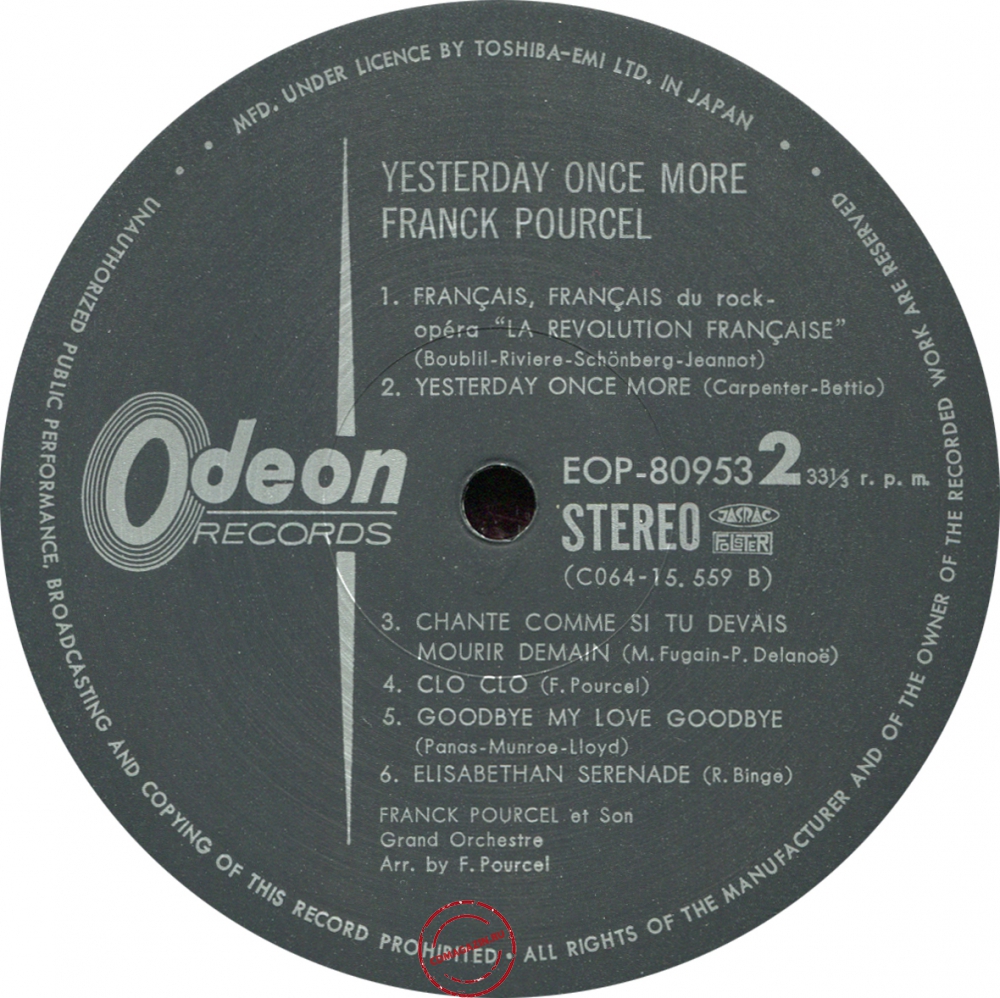 MFD. UNDER LICENCE BY TOSHIBA-EMI LTD. IN JAPAN
YESTERDAY ONCE MORE
FRANCK POURCEL
1. FRANÇAIS, FRANÇAIS du rock-
opéra “LA REVOLUTION FRANÇAISE”
(Boublil-Riviere-Schönberg-Jeannot)
2. YESTERDAY ONCE MORE (Carpenter-Bettio)
Odeon
RECORDS
EOP-80953 2 33⅓ r. p. m.
STEREO JASRAC
FOLSTER
(C064-15. 559 B)
3. CHANTE COMME SI TU DEVAIS
MOURIR DEMAIN (M. Fugain-P. Delanoë)
4. CLO CLO (F. Pourcel)
5. GOODBYE MY LOVE GOODBYE
(Panas-Munroe-Lloyd)
6. ELISABETHAN SERENADE (R. Binge)
FRANCK POURCEL et Son
Grand Orchestre
Arr. by F. Pourcel
UNAUTHORIZED PUBLIC PERFORMANCE, BROADCASTING AND COPYING OF THIS RECORD PROHIBITED • ALL RIGHTS OF THE MANUFACTURER AND OF THE OWNER OF THE RECORDED WORK ARE RESERVED